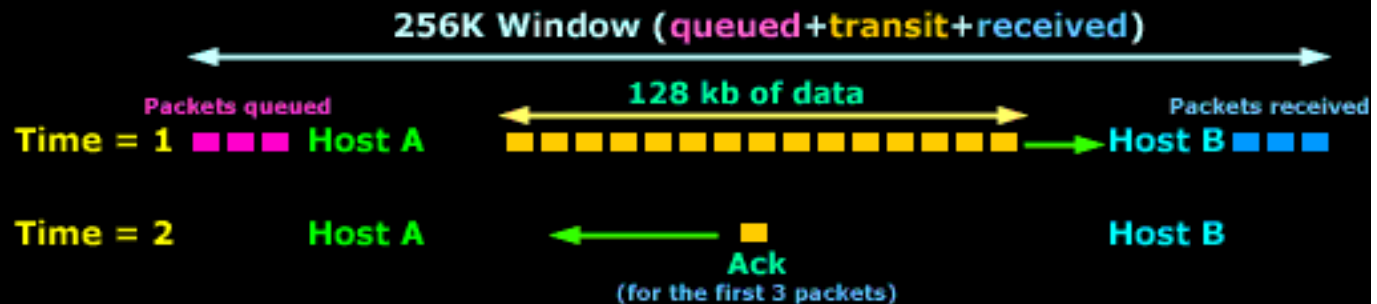 256K Window (queued+transit+received)
128 kb of data
Packets queued
Packets received
Time = 1 Host A Host B
Time = 2 Host A Host B
Ack
(for the first 3 packets)